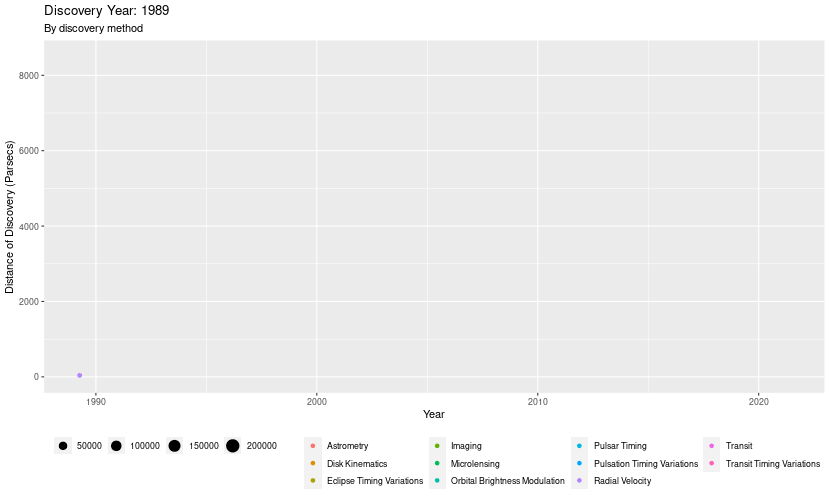 Discovery Year: 1989
By discovery method
Distance of Discovery (Parsecs)
8000
6000
4000
2000
0
1990 2000 2010 2020
Year
50000 100000 150000 200000
Astrometry Imaging Pulsar Timing Transit
Disk Kinematics Microlensing Pulsation Timing Variations Transit Timing Variations
Eclipse Timing Variations Orbital Brightness Modulation Radial Velocity